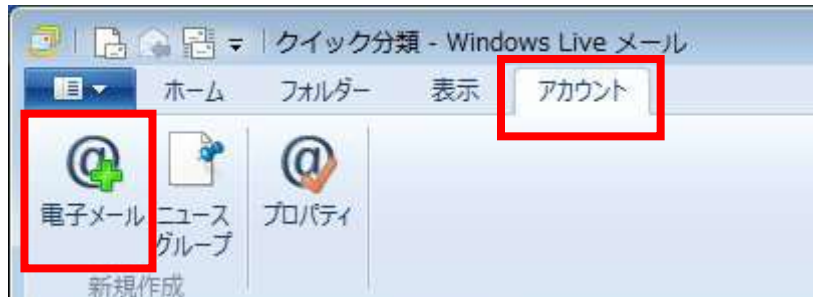 クイック分類 - Windows Live メール
ホーム フォルダー 表示 アカウント
電子メール ニュース グループ プロパティ
新規作成